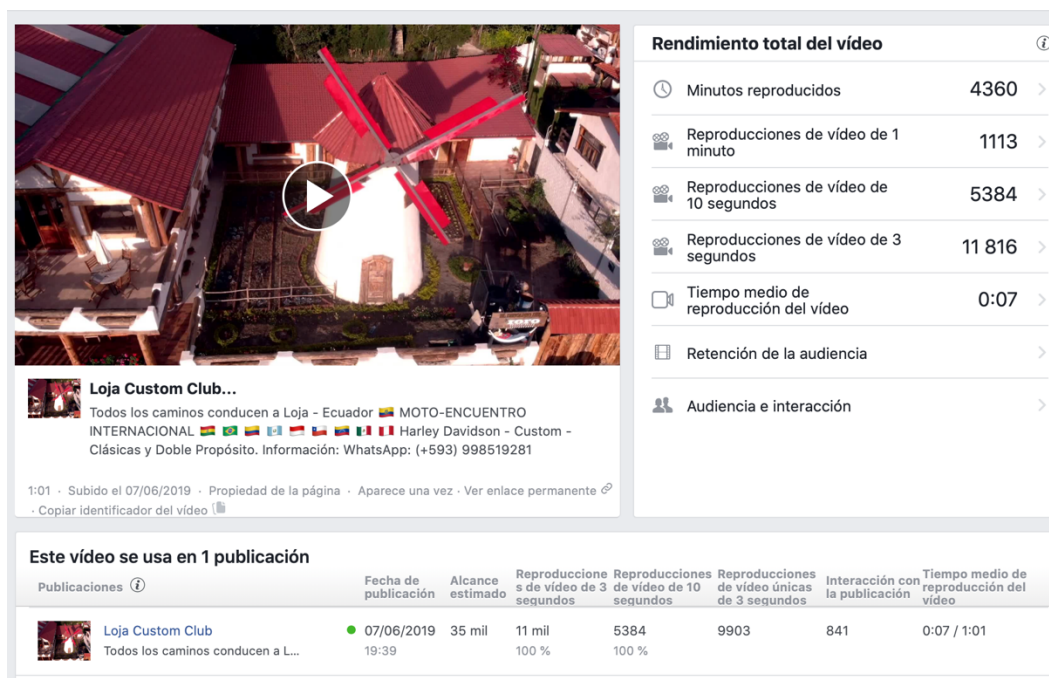 Rendimiento total del vídeo
Minutos reproducidos 4360
Reproducciones de vídeo de 1
minuto 1113
Reproducciones de vídeo de
10 segundos 5384
Reproducciones de vídeo de 3
segundos 11 816
Tiempo medio de
reproducción del vídeo 0:07
Retención de la audiencia
Audiencia e interacción
Loja Custom Club...
Todos los caminos conducen a Loja - Ecuador 🇪🇨 MOTO-ENCUENTRO
INTERNACIONAL 🇧🇴 🇧🇷 🇨🇴 🇬🇹 🇮🇩 🇨🇱 🇻🇪 🇲🇽 🇵🇪 Harley Davidson - Custom -
Clásicas y Doble Propósito. Información: WhatsApp: (+593) 998519281
1:01 · Subido el 07/06/2019 · Propiedad de la página · Aparece una vez · Ver enlace permanente
· Copiar identificador del vídeo
Este vídeo se usa en 1 publicación
Publicaciones
Fecha de
publicación
Alcance
estimado
Reproduccione
s de vídeo de 3
segundos
Reproducciones
de vídeo de 10
segundos
Reproducciones
de vídeo únicas
de 3 segundos
Interacción con
la publicación
Tiempo medio de
reproducción del
vídeo
Loja Custom Club 07/06/2019 35 mil 11 mil 5384 9903 841 0:07 / 1:01
Todos los caminos conducen a L... 19:39 100 % 100 %